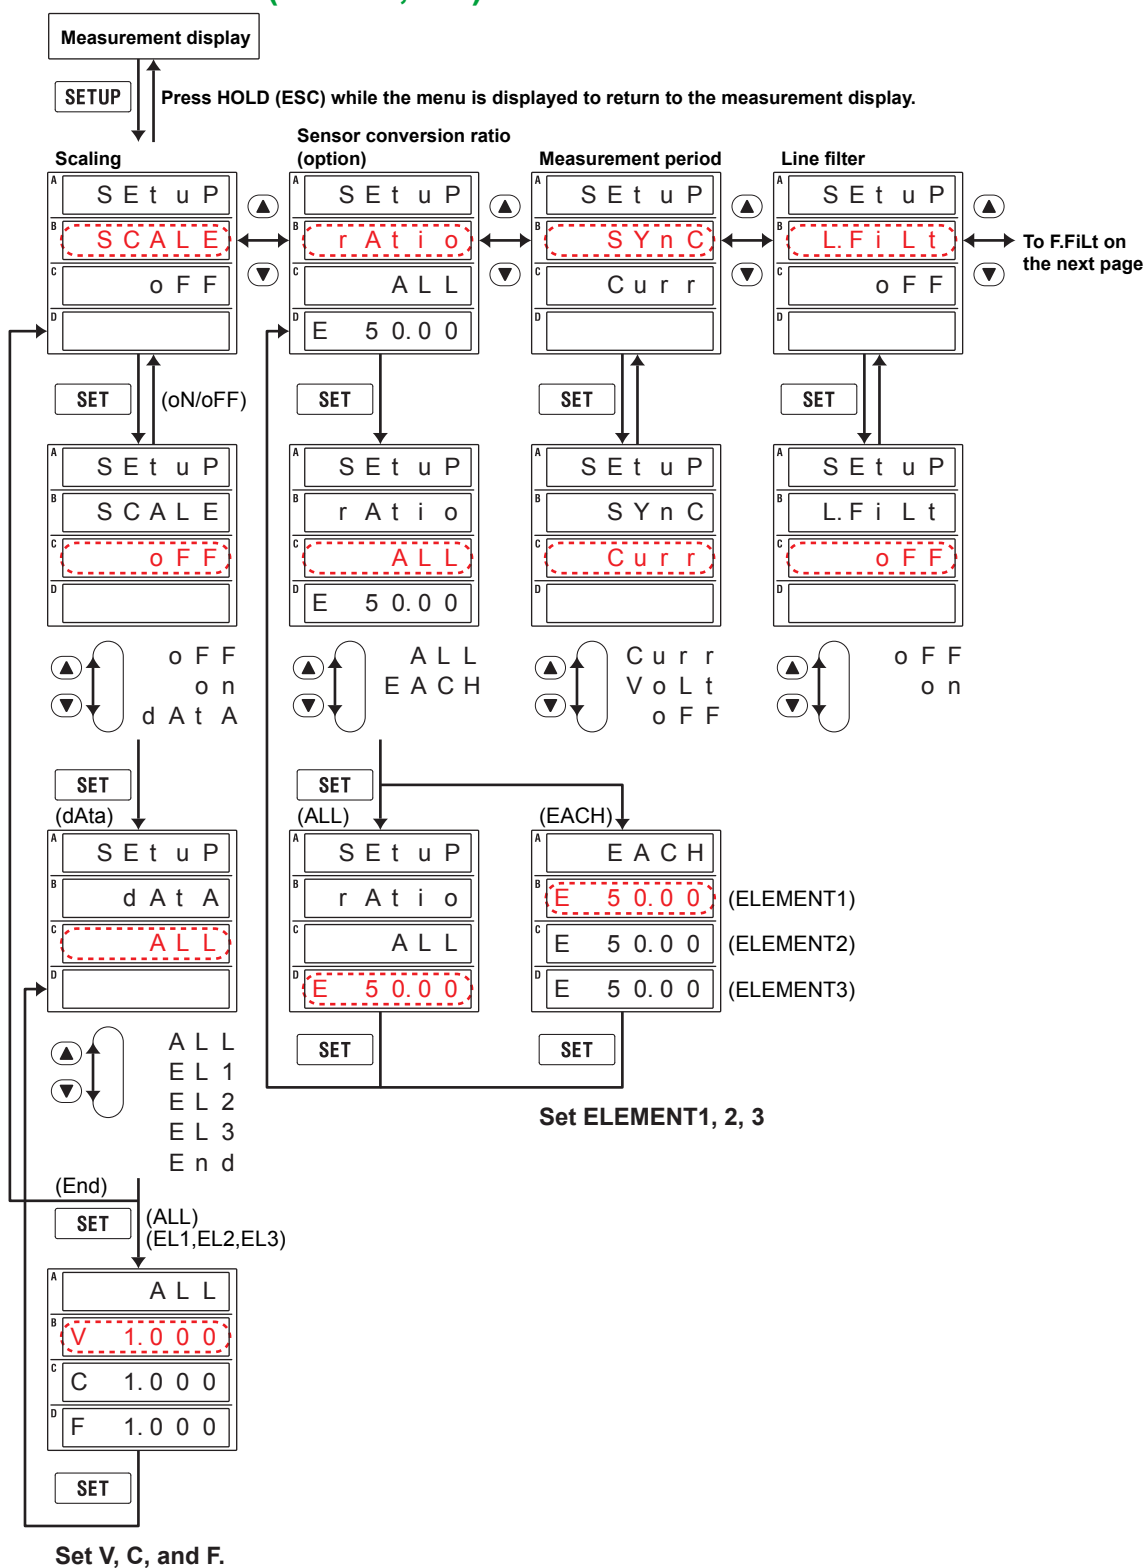 Measurement display
SETUP
Press HOLD (ESC) while the menu is displayed to return to the measurement display.
Scaling
Sensor conversion ratio
(option)
Measurement period
Line filter
A SEtuP
B SCALE
C oFF
D
A SEtuP
B rAtio
C ALL
D E 50.00
A SEtuP
B SYnC
C Curr
D
A SEtuP
B L.FiLt
C oFF
D
To F.FiLt on
the next page
SET
(oN/oFF)
SET
SET
SET
A SEtuP
B SCALE
C oFF
D
A SEtuP
B rAtio
C ALL
D E 50.00
A SEtuP
B SYnC
C Curr
D
A SEtuP
B L.FiLt
C oFF
D
oFF
on
dAtA
ALL
EACH
Curr
VoLt
oFF
oFF
on
SET
(dAta)
SET
(ALL)
(EACH)
A SEtuP
B dAtA
C ALL
D
A SEtuP
B rAtio
C ALL
D E 50.00
A EACH
B E 50.00 (ELEMENT1)
C E 50.00 (ELEMENT2)
D E 50.00 (ELEMENT3)
ALL
EL1
EL2
EL3
End
SET
SET
Set ELEMENT1, 2, 3
(End)
SET
(ALL)
(EL1,EL2,EL3)
A ALL
B V 1.000
C C 1.000
D F 1.000
SET
Set V, C, and F.